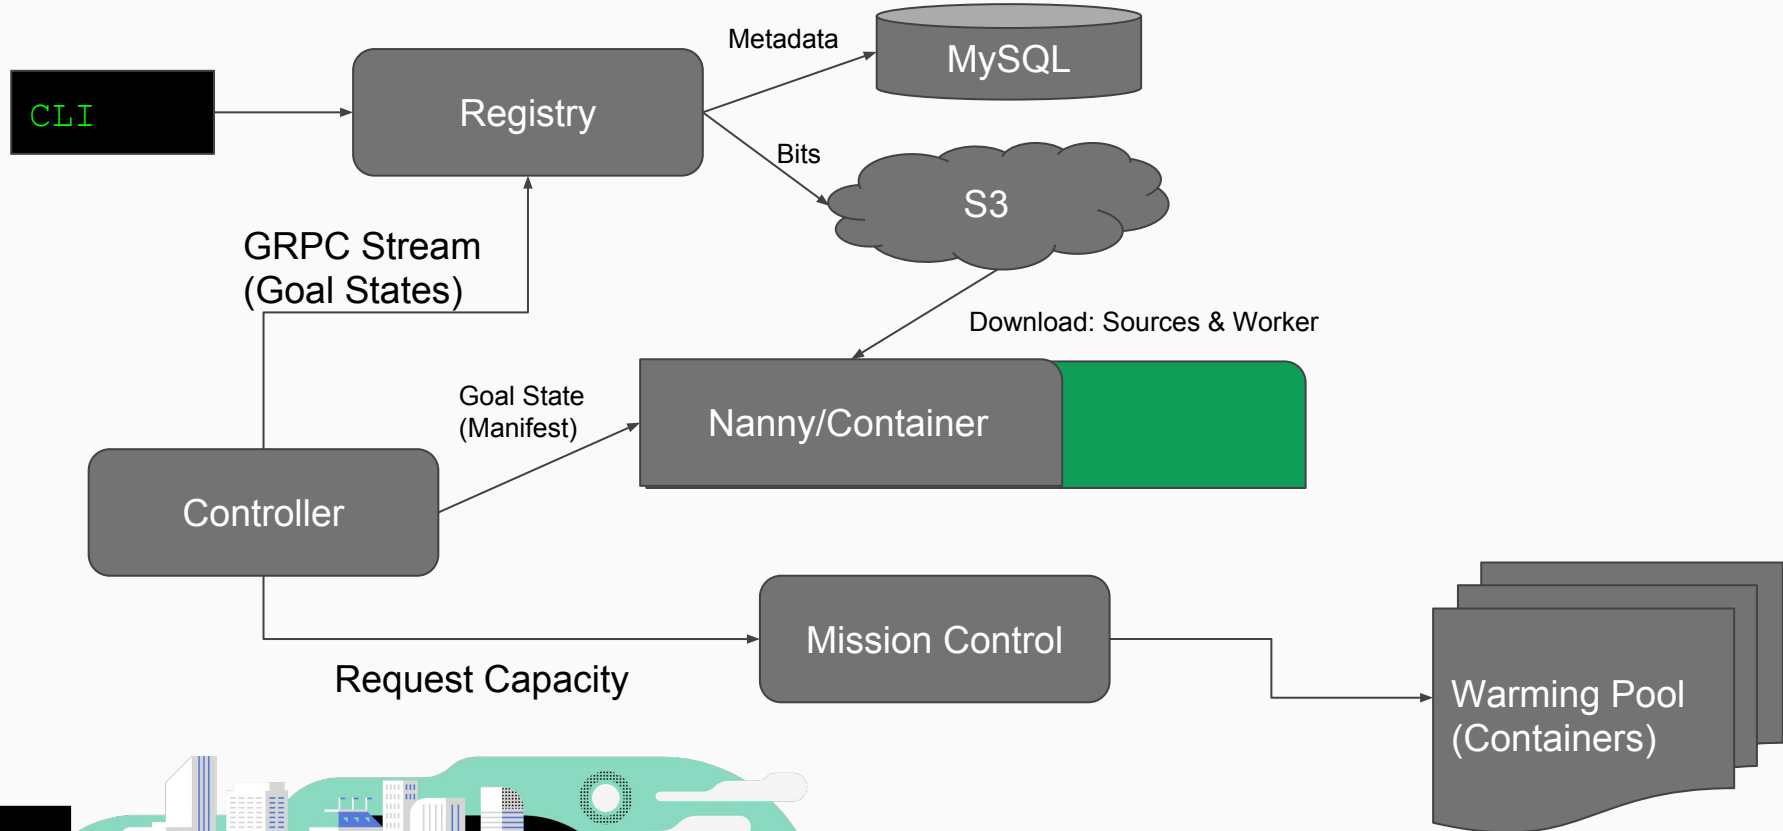 CLI
Registry
Metadata
MySQL
Bits
S3
GRPC Stream
(Goal States)
Download: Sources & Worker
Goal State
(Manifest)
Nanny/Container
Controller
Mission Control
Request Capacity
Warming Pool
(Containers)